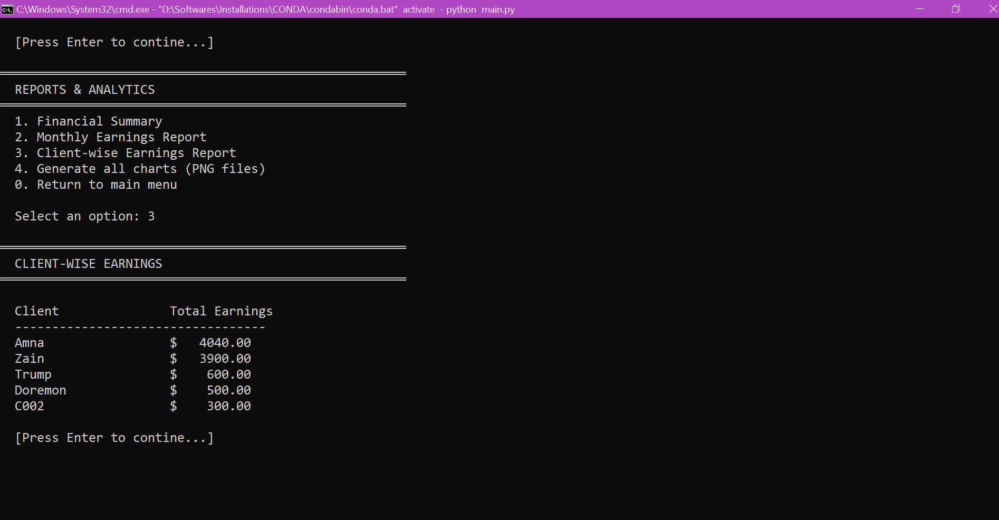 C:\Windows\System32\cmd.exe - "D:\Softwares\Installations\CONDA\condabin\conda.bat" activate - python main.py
[Press Enter to contine...]
REPORTS & ANALYTICS
1. Financial Summary
2. Monthly Earnings Report
3. Client-wise Earnings Report
4. Generate all charts (PNG files)
0. Return to main menu
Select an option: 3
CLIENT-WISE EARNINGS
Client Total Earnings
----------------------------------
Amna $ 4040.00
Zain $ 3900.00
Trump $ 600.00
Doremon $ 500.00
C002 $ 300.00
[Press Enter to contine...]